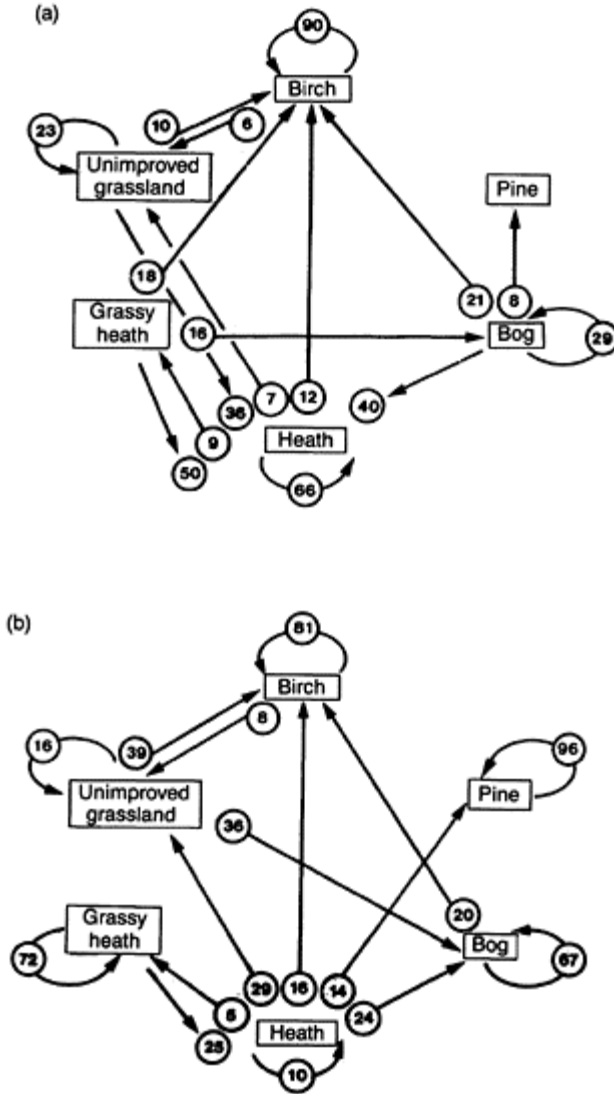 (a)
90
Birch
10
6
23
Unimproved
grassland
Pine
18
21
8
Grassy
heath
16
Bog
29
36
7
12
40
9
Heath
50
66
(b)
81
Birch
8
16
39
96
Unimproved
grassland
Pine
36
20
Grassy
heath
Bog
72
67
29
16
14
5
24
25
Heath
10